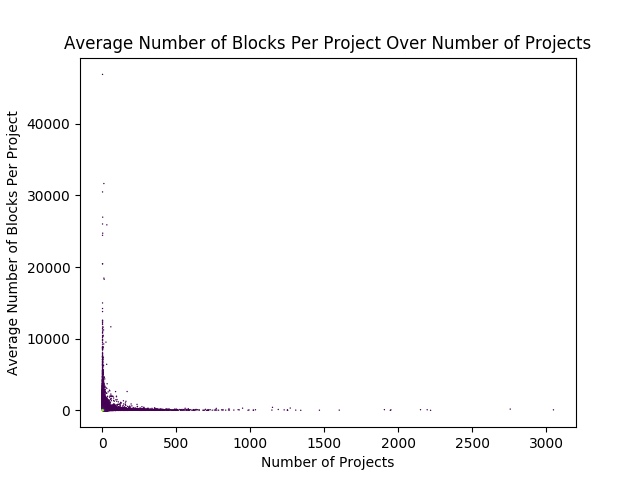 Average Number of Blocks Per Project Over Number of Projects
Average Number of Blocks Per Project
40000
30000
20000
10000
0
0 500 1000 1500 2000 2500 3000
Number of Projects